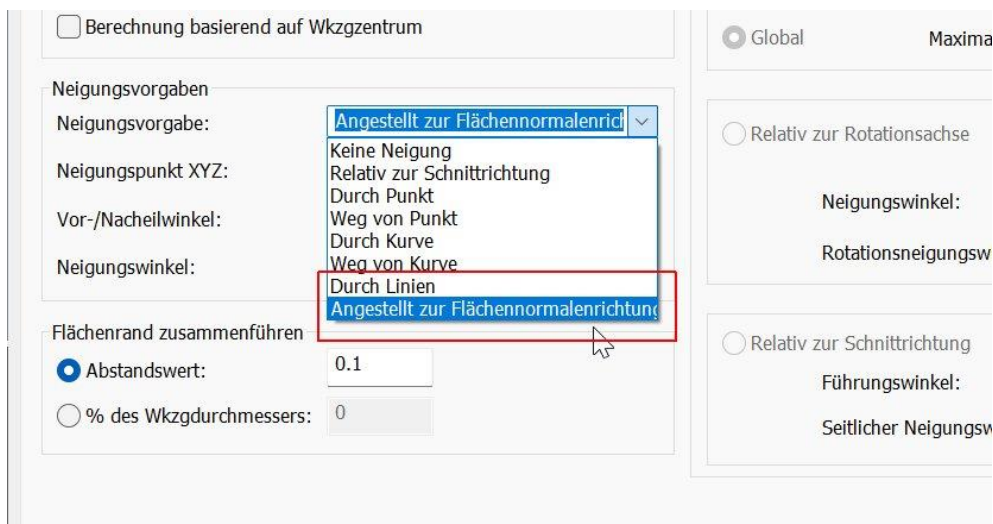 Berechnung basierend auf Wkzgzentrum
Neigungsvorgaben
Neigungsvorgabe:
Angestellt zur Flächennormalenrich
Keine Neigung
Relativ zur Schnittrichtung
Durch Punkt
Weg von Punkt
Durch Kurve
Weg von Kurve
Durch Linien
Angestellt zur Flächennormalenrichtung
Neigungspunkt XYZ:
Vor-/Nacheilwinkel:
Neigungswinkel:
Flächenrand zusammenführen
Abstandswert:
0.1
% des Wkzgdurchmessers:
0
Global
Maxima
Relativ zur Rotationsachse
Neigungswinkel:
Rotationsneigungsw
Relativ zur Schnittrichtung
Führungswinkel:
Seitlicher Neigungsw